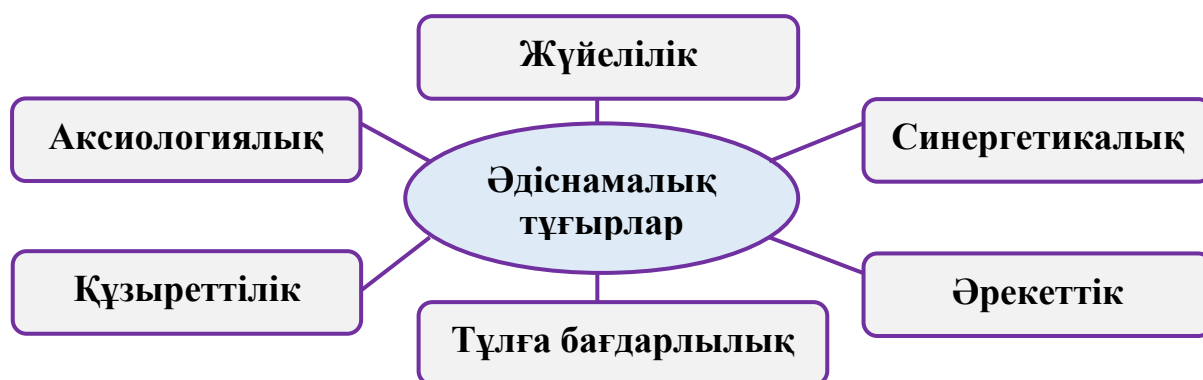 Жүйелілік
Аксиологиялық
Синергетикалық
Әдіснамалық
тұғырлар
Құзыреттілік
Әрекеттік
Тұлға бағдарлылық